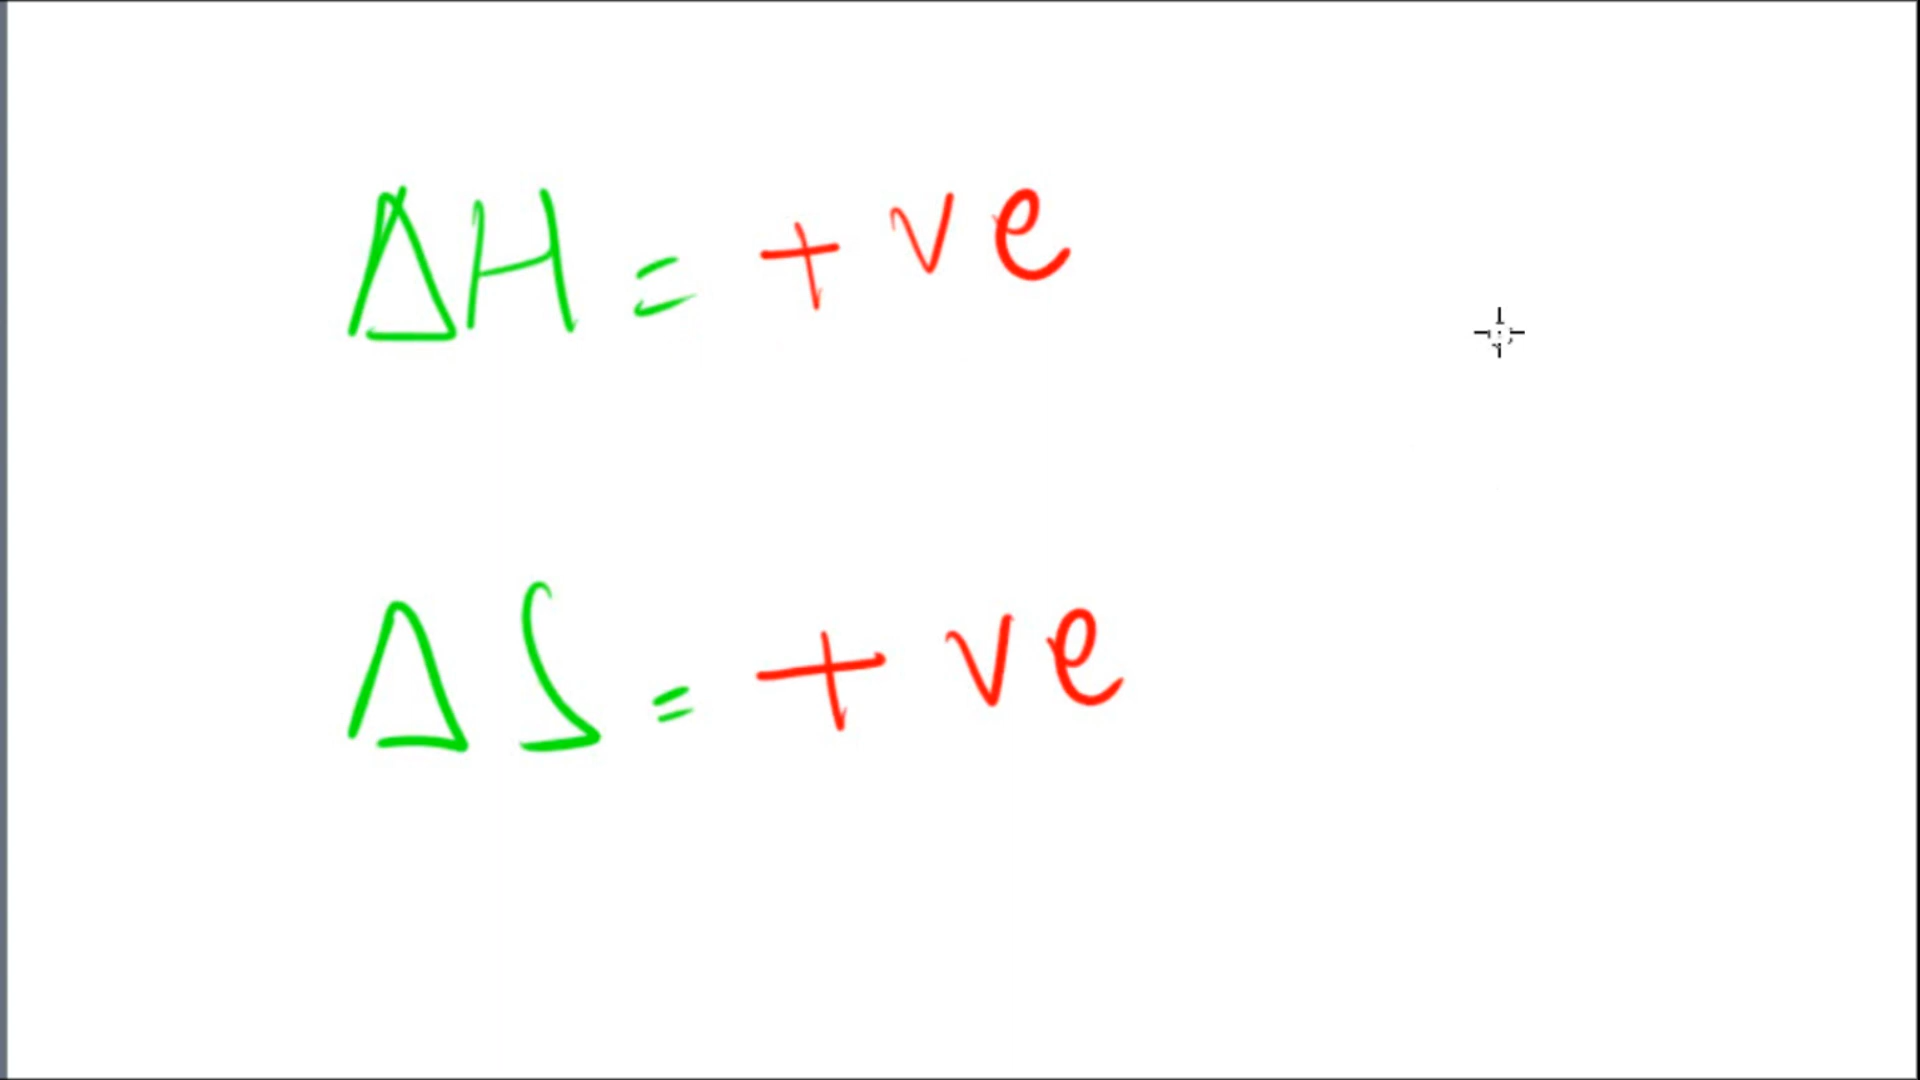 ΔH = +ve
ΔS = +ve